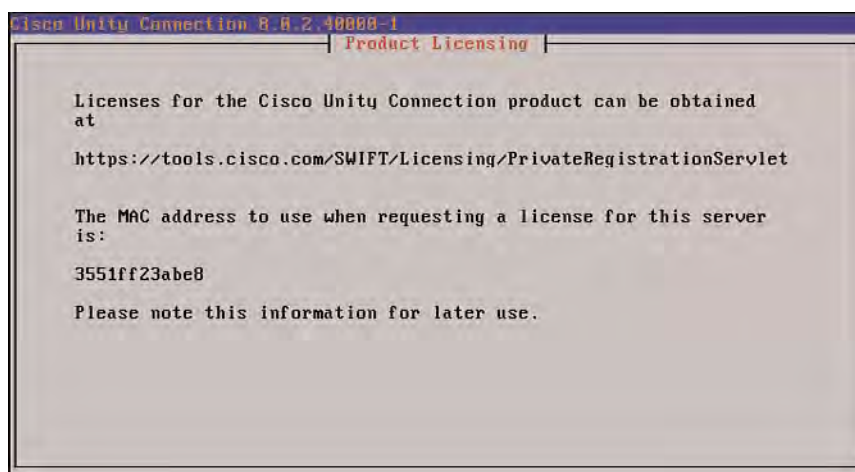 Cisco Unity Connection 8.0.2.40000-1
Product Licensing
Licenses for the Cisco Unity Connection product can be obtained
at
https://tools.cisco.com/SWIFT/Licensing/PrivateRegistrationServlet
The MAC address to use when requesting a license for this server
is:
3551ff23abe8
Please note this information for later use.